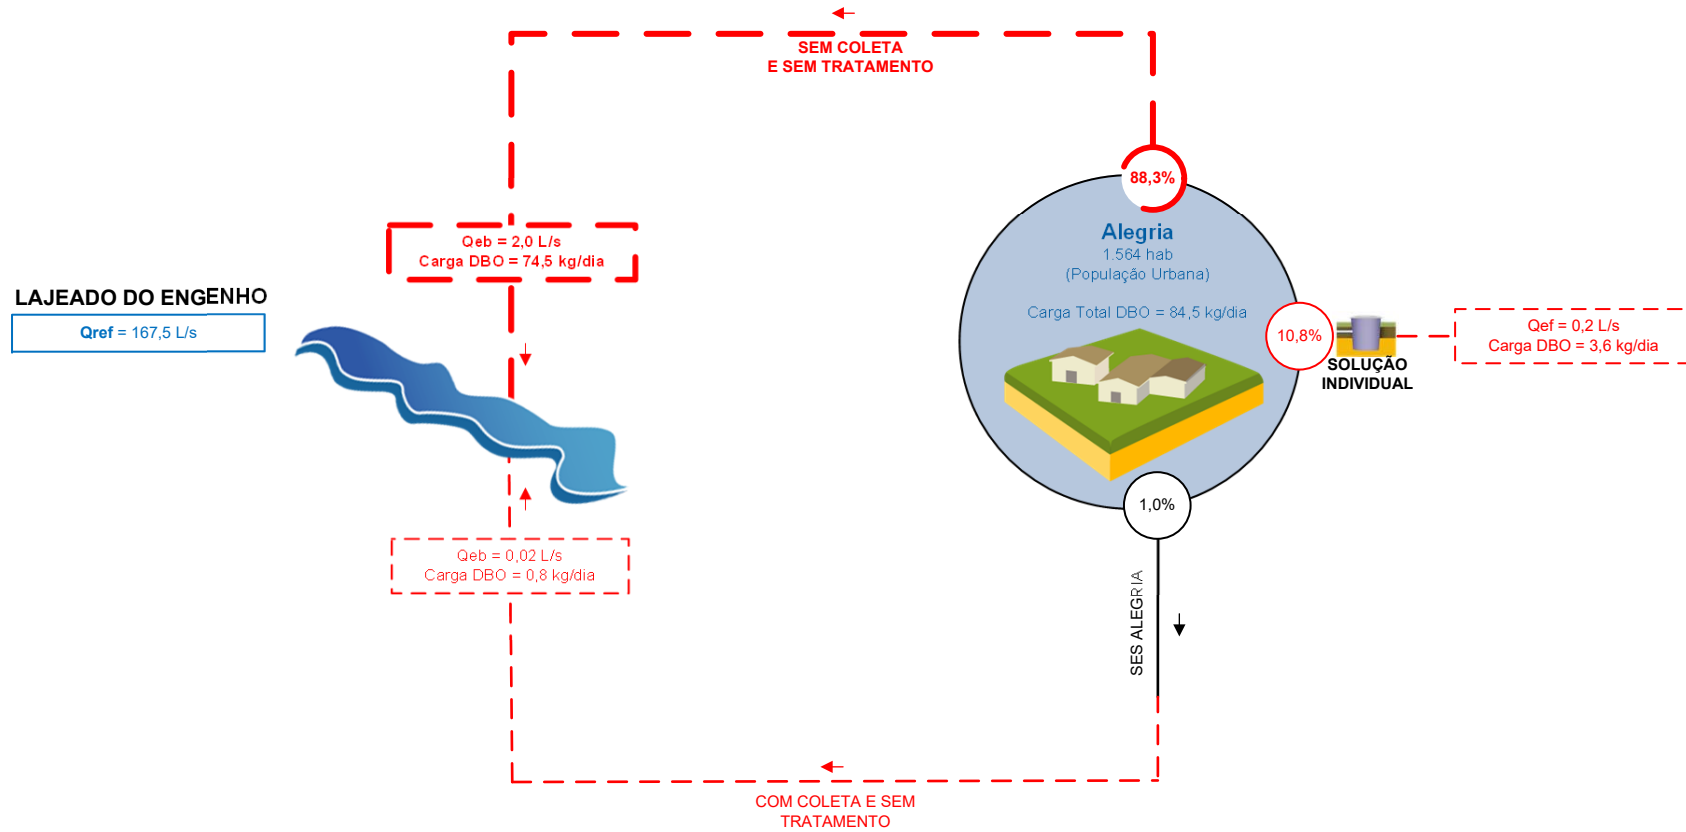 SEM COLETA
E SEM TRATAMENTO
88,3%
Qeb = 2,0 L/s
Carga DBO = 74,5 kg/dia
Alegria
1.564 hab
(População Urbana)
Carga Total DBO = 84,5 kg/dia
LAJEADO DO ENGENHO
Qref = 167,5 L/s
10,8%
SOLUÇÃO
INDIVIDUAL
Qef = 0,2 L/s
Carga DBO = 3,6 kg/dia
1,0%
Qeb = 0,02 L/s
Carga DBO = 0,8 kg/dia
SES ALEGRIA
COM COLETA E SEM
TRATAMENTO